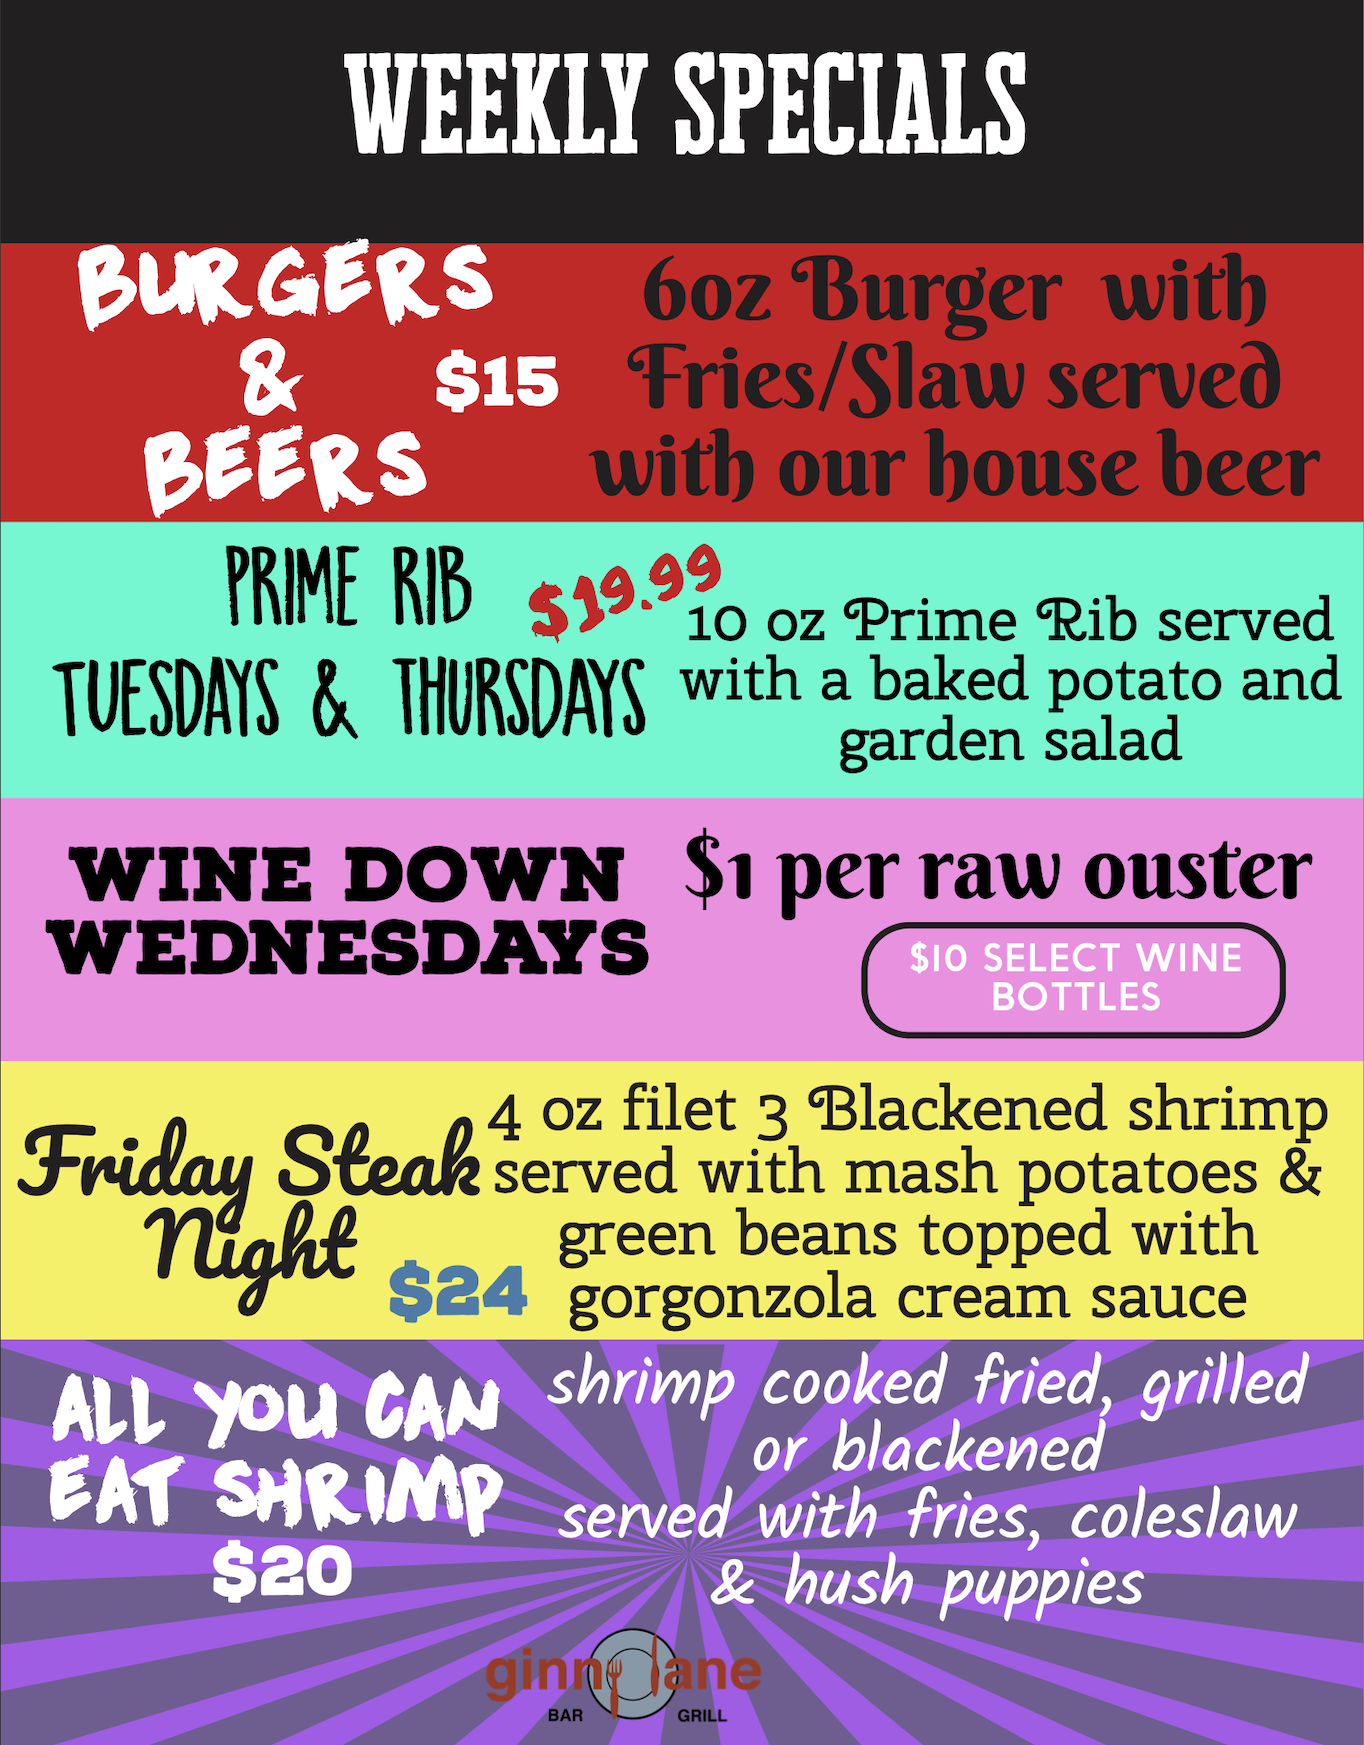 WEEKLY SPECIALS
BURGERS
&
BEERS
$15
6oz Burger with
Fries/Slaw served
with our house beer
PRIME RIB
TUESDAYS & THURSDAYS
$19.99
10 oz Prime Rib served
with a baked potato and
garden salad
WINE DOWN
WEDNESDAYS
$1 per raw ouster
$10 SELECT WINE
BOTTLES
Friday Steak
Night
$24
4 oz filet 3 Blackened shrimp
served with mash potatoes &
green beans topped with
gorgonzola cream sauce
ALL YOU CAN
EAT SHRIMP
$20
shrimp cooked fried, grilled
or blackened
served with fries, coleslaw
& hush puppies
ginny lane
BAR GRILL